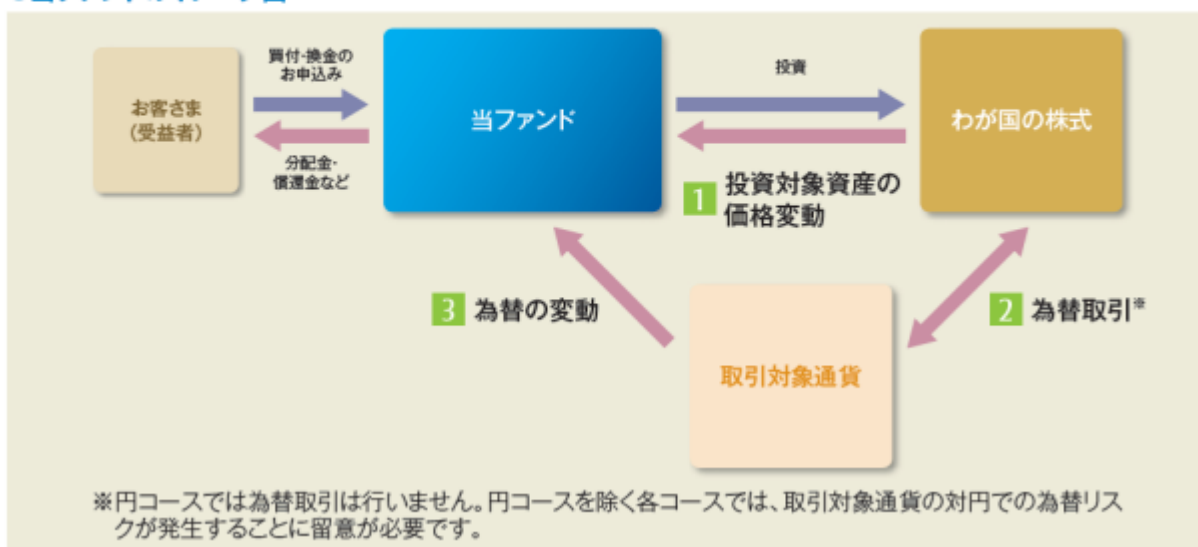 買付・換金の
お申込み
投資
お客さま
(受益者)
当ファンド
わが国の株式
分配金・
償還金など
1 投資対象資産の
価格変動
3 為替の変動
2 為替取引※
取引対象通貨
※円コースでは為替取引は行いません。円コースを除く各コースでは、取引対象通貨の対円での為替リス
クが発生することに留意が必要です。